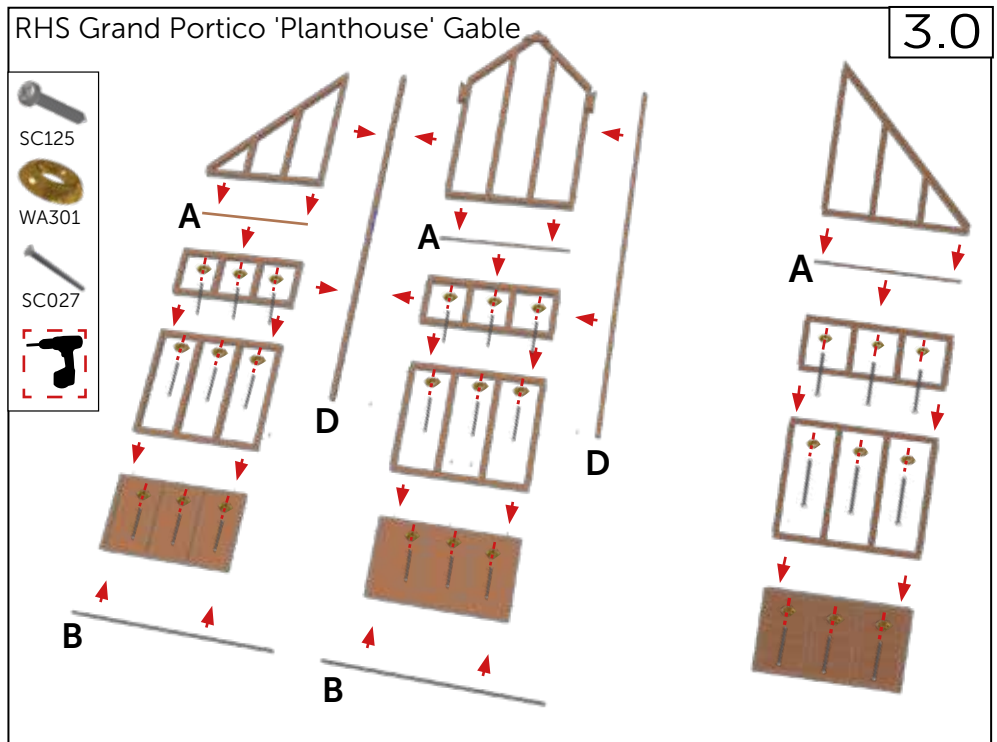 RHS Grand Portico 'Planthouse' Gable
3.0
SC125
WA301
SC027
A
A
A
D
D
B
B